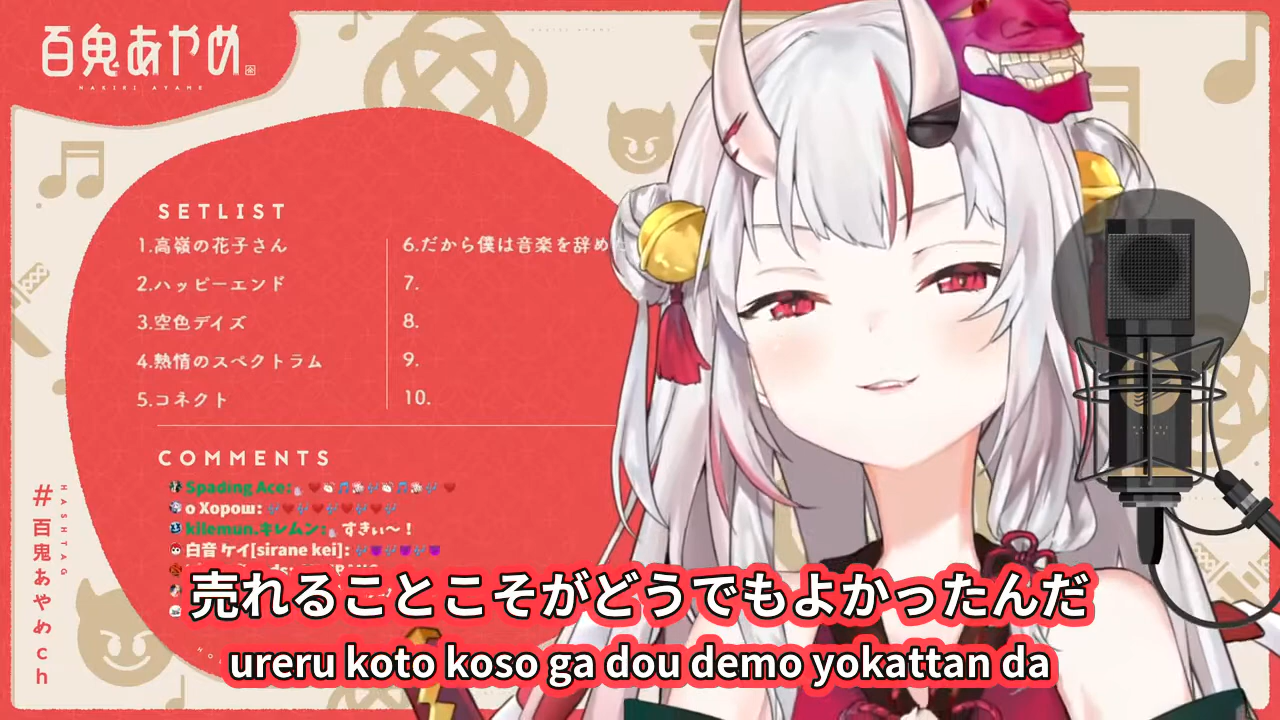 百鬼あやめ
NAKIRI AYAME
SETLIST
1.高嶺の花子さん
2.ハッピーエンド
3.空色デイズ
4.熱情のスペクトラム
5.コネクト
6.だから僕は音楽を辞め
7.
8.
9.
10.
COMMENTS
Spading Ace:
o Хорош:
kilemun.キレムン: すきぃ〜！
白音 ケイ[sirane kei]:
#百鬼あやめch
HASHTAG
売れることこそがどうでもよかったんだ
ureru koto koso ga dou demo yokattan da